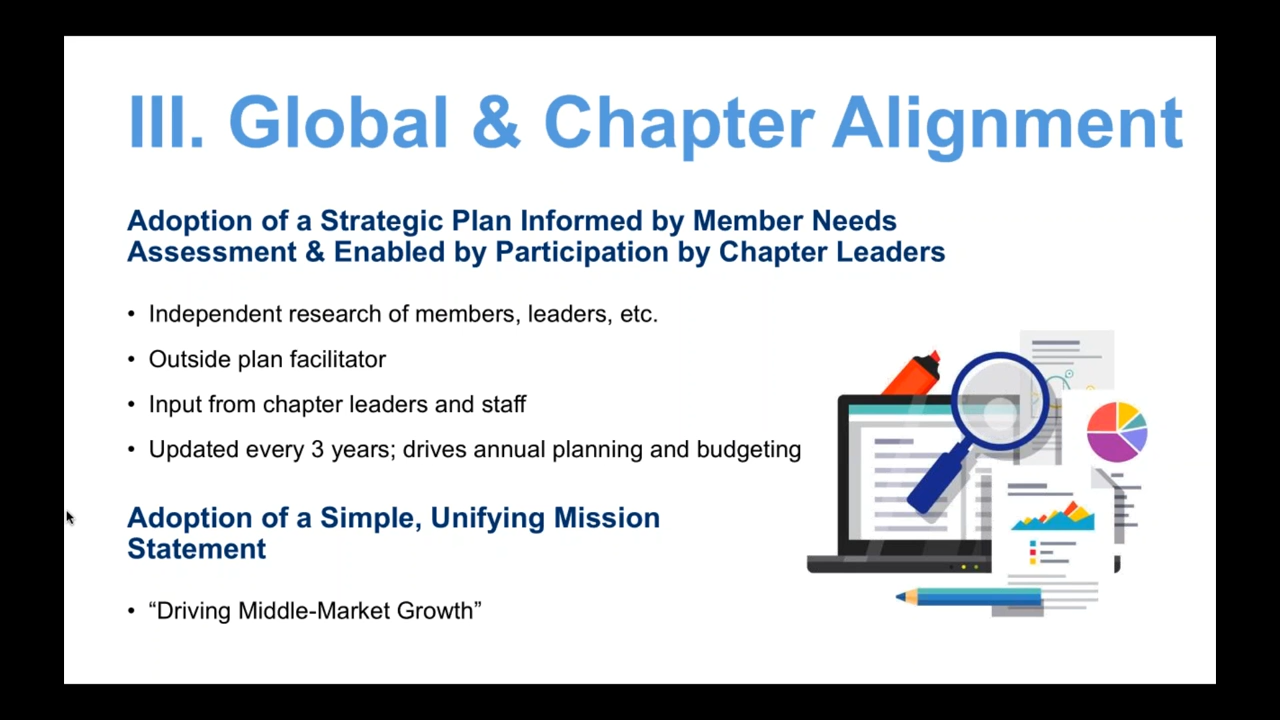 III. Global & Chapter Alignment
Adoption of a Strategic Plan Informed by Member Needs
Assessment & Enabled by Participation by Chapter Leaders
• Independent research of members, leaders, etc.
• Outside plan facilitator
• Input from chapter leaders and staff
• Updated every 3 years; drives annual planning and budgeting
Adoption of a Simple, Unifying Mission
Statement
• “Driving Middle-Market Growth”